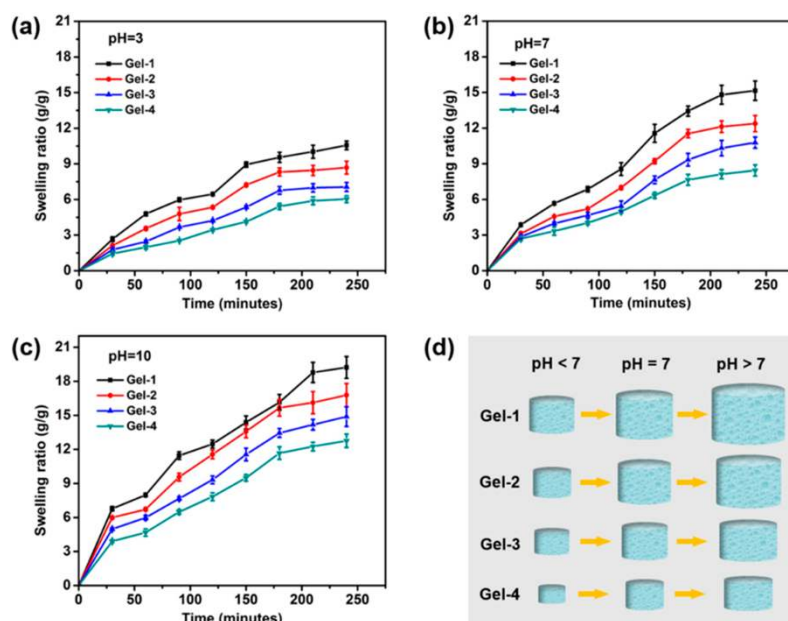 (a)
pH=3
Gel-1
Gel-2
Gel-3
Gel-4
Swelling ratio (g/g)
21
18
15
12
9
6
3
0
0 50 100 150 200 250
Time (minutes)
(b)
pH=7
Gel-1
Gel-2
Gel-3
Gel-4
Swelling ratio (g/g)
21
18
15
12
9
6
3
0
0 50 100 150 200 250
Time (minutes)
(c)
pH=10
Gel-1
Gel-2
Gel-3
Gel-4
Swelling ratio (g/g)
21
18
15
12
9
6
3
0
0 50 100 150 200 250
Time (minutes)
(d)
pH < 7 pH = 7 pH > 7
Gel-1
Gel-2
Gel-3
Gel-4